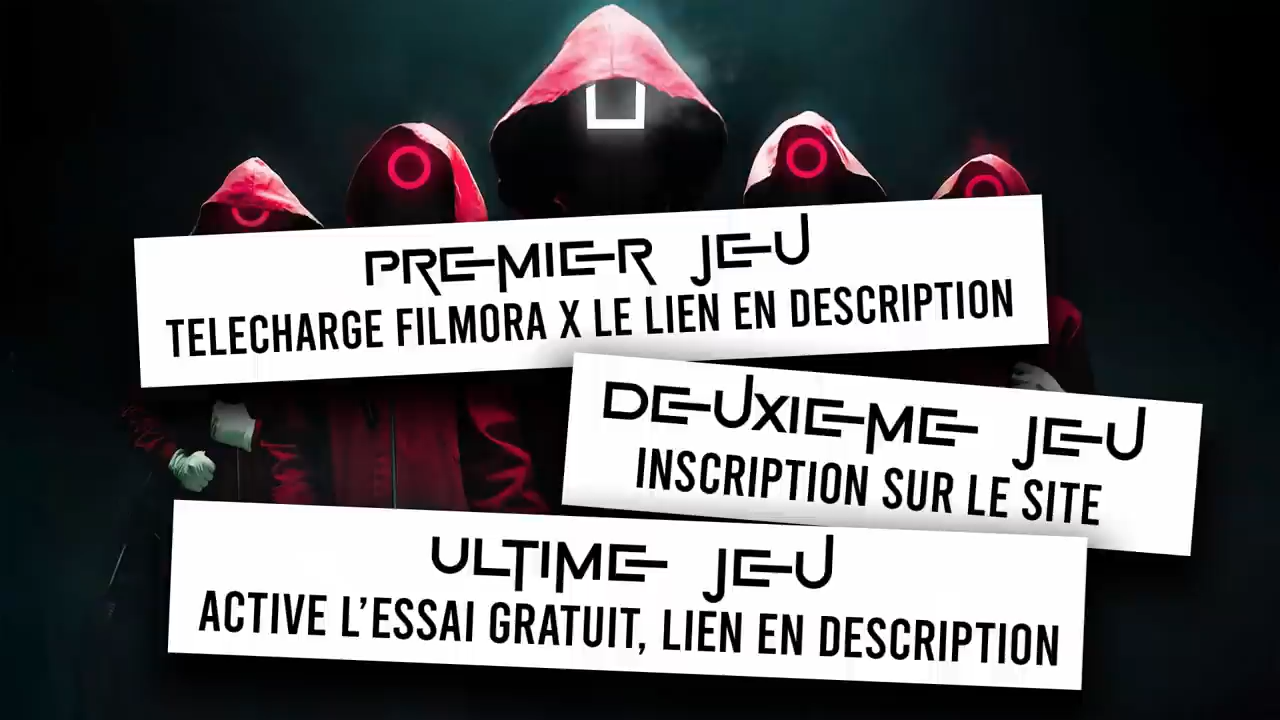 PREMIER JEU
TELECHARGE FILMORA X LE LIEN EN DESCRIPTION
DEUXIEME JEU
INSCRIPTION SUR LE SITE
ULTIME JEU
ACTIVE L'ESSAI GRATUIT, LIEN EN DESCRIPTION